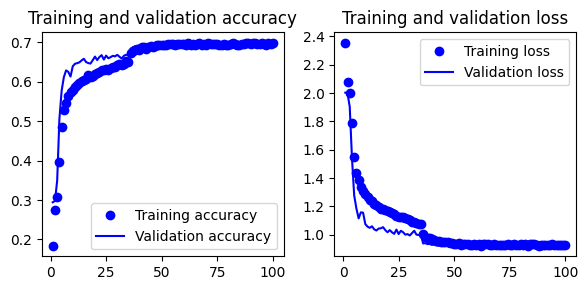 Training and validation accuracy
0.7
0.6
0.5
0.4
0.3
0.2
Training accuracy
Validation accuracy
0 25 50 75 100
Training and validation loss
2.4
2.2
2.0
1.8
1.6
1.4
1.2
1.0
Training loss
Validation loss
0 25 50 75 100